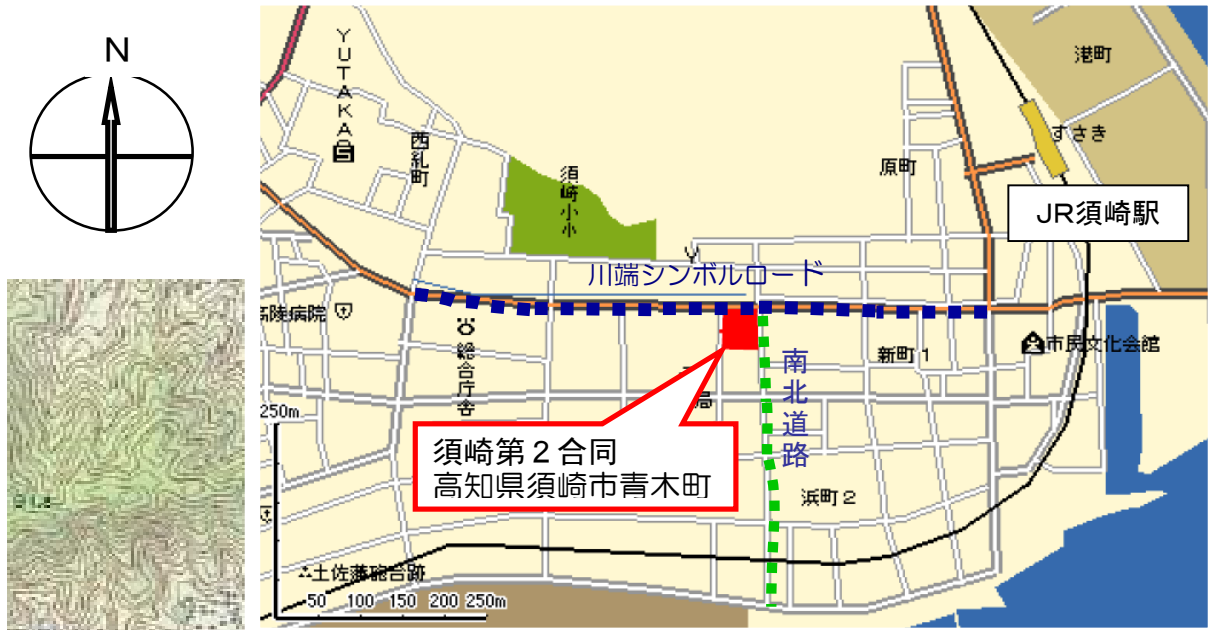 N
YUTAKA
西糺町
須崎小
原町
港町
すさき
JR須崎駅
川端シンボルロード
高陵病院
総合庁舎
新町1
市民文化会館
南北道路
局
250m
須崎第2合同
高知県須崎市青木町
浜町2
土佐藩砲台跡
50 100 150 200 250m